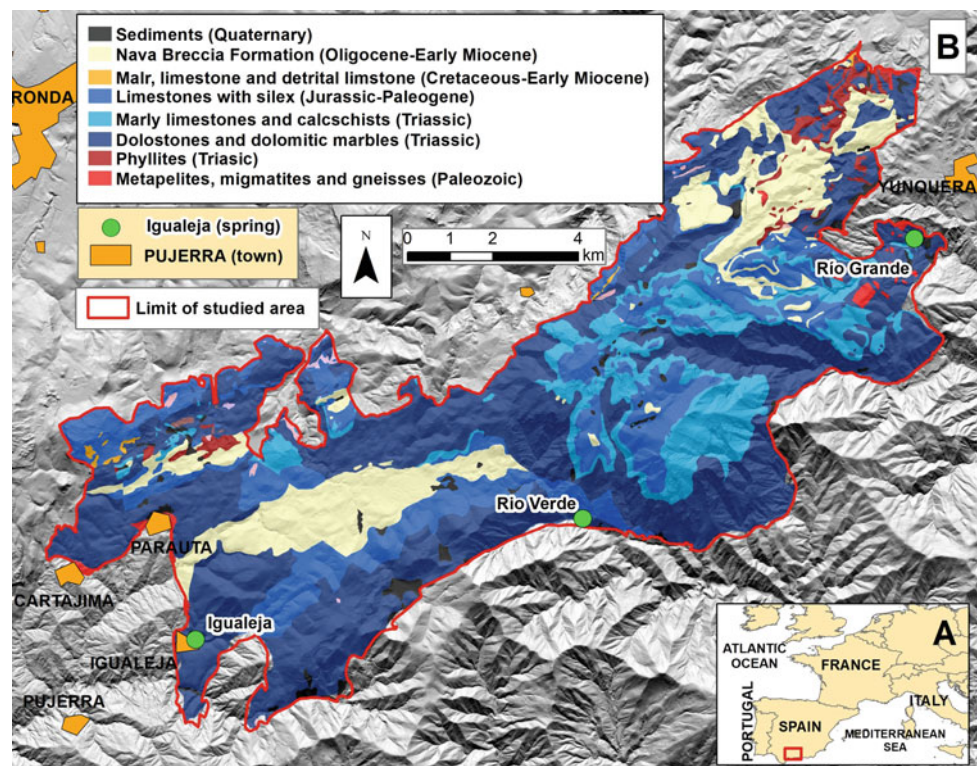 B
Sediments (Quaternary)
Nava Breccia Formation (Oligocene-Early Miocene)
Malr, limestone and detrital limstone (Cretaceous-Early Miocene)
Limestones with silex (Jurassic-Paleogene)
Marly limestones and calcschists (Triassic)
Dolostones and dolomitic marbles (Triassic)
Phyllites (Triasic)
Metapelites, migmatites and gneisses (Paleozoic)
Igualeja (spring)
PUJERRA (town)
Limit of studied area
N
0 1 2 4
km
RONDA
YUNQUERA
Río Grande
Río Verde
PARAUTA
CARTAJIMA
Igualeja
IGUALEJA
PUJERRA
A
ATLANTIC
OCEAN
FRANCE
ITALY
PORTUGAL
SPAIN
MEDITERRANEAN
SEA